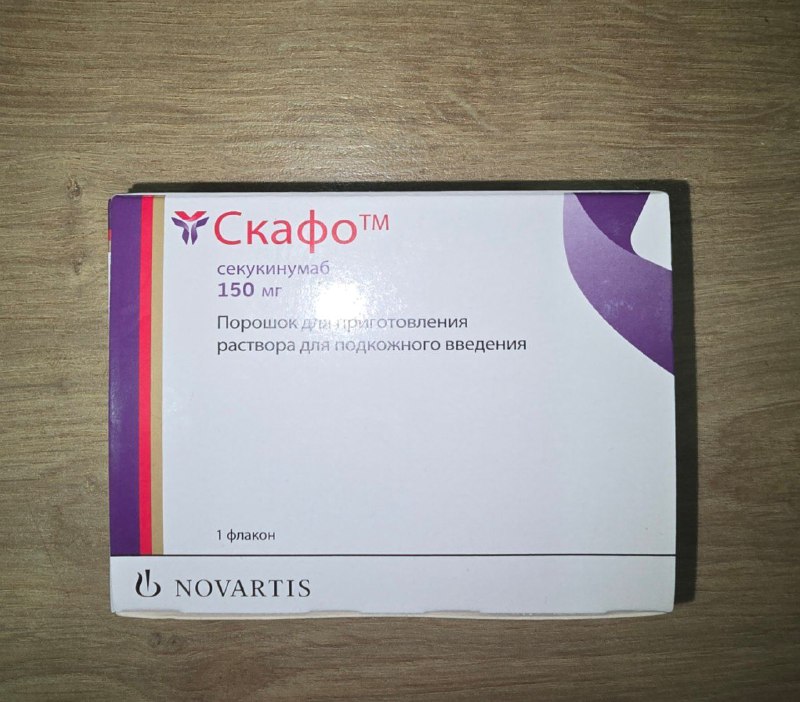 Скафо™
секукинумаб
150 мг
Порошок для приготовления
раствора для подкожного введения
1 флакон
NOVARTIS